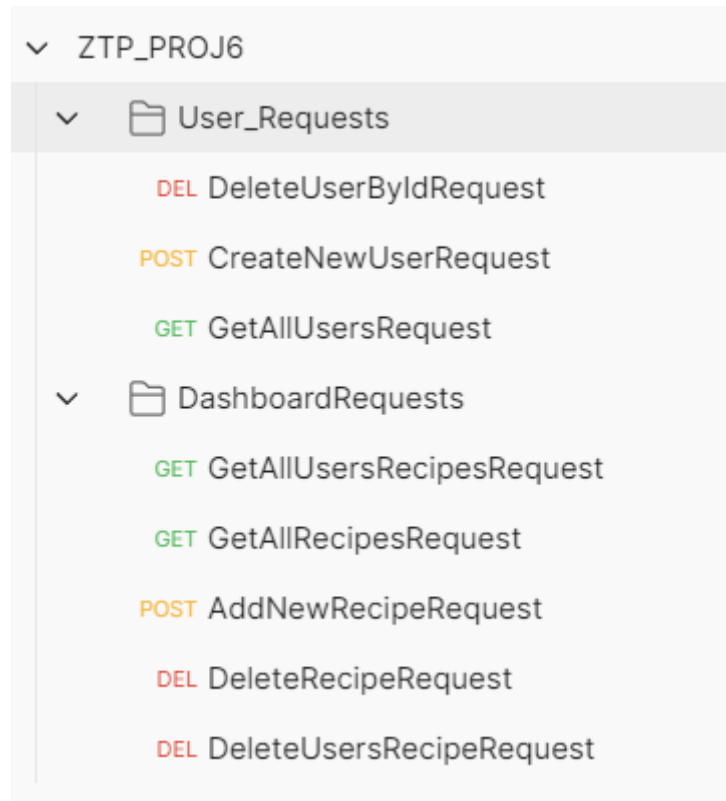 ZTP_PROJ6
User_Requests
DEL DeleteUserByIdRequest
POST CreateNewUserRequest
GET GetAllUsersRequest
DashboardRequests
GET GetAllUsersRecipesRequest
GET GetAllRecipesRequest
POST AddNewRecipeRequest
DEL DeleteRecipeRequest
DEL DeleteUsersRecipeRequest